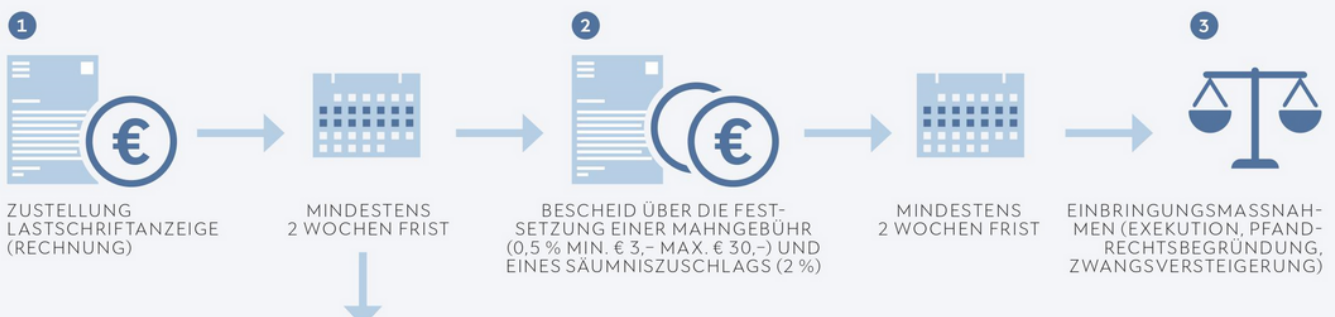 1
ZUSTELLUNG
LASTSCHRIFTANZEIGE
(RECHNUNG)
€
MINDESTENS
2 WOCHEN FRIST
2
€
BESCHEID ÜBER DIE FEST-
SETZUNG EINER MAHNGEBÜHR
(0,5 % MIN. € 3,– MAX. € 30,–) UND
EINES SÄUMNISZUSCHLAGS (2 %)
MINDESTENS
2 WOCHEN FRIST
3
EINBRINGUNGSMASSNAH-
MEN (EXEKUTION, PFAND-
RECHTSBEGRÜNDUNG,
ZWANGSVERSTEIGERUNG)